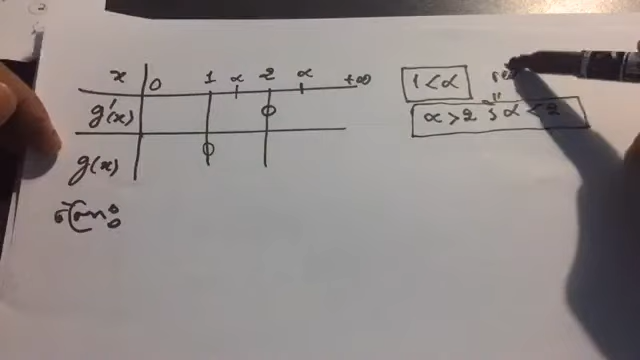 x 0 1 α 2 α +∞
g'(x) 0
g(x) 0
1 < α
α > 2 α < 2